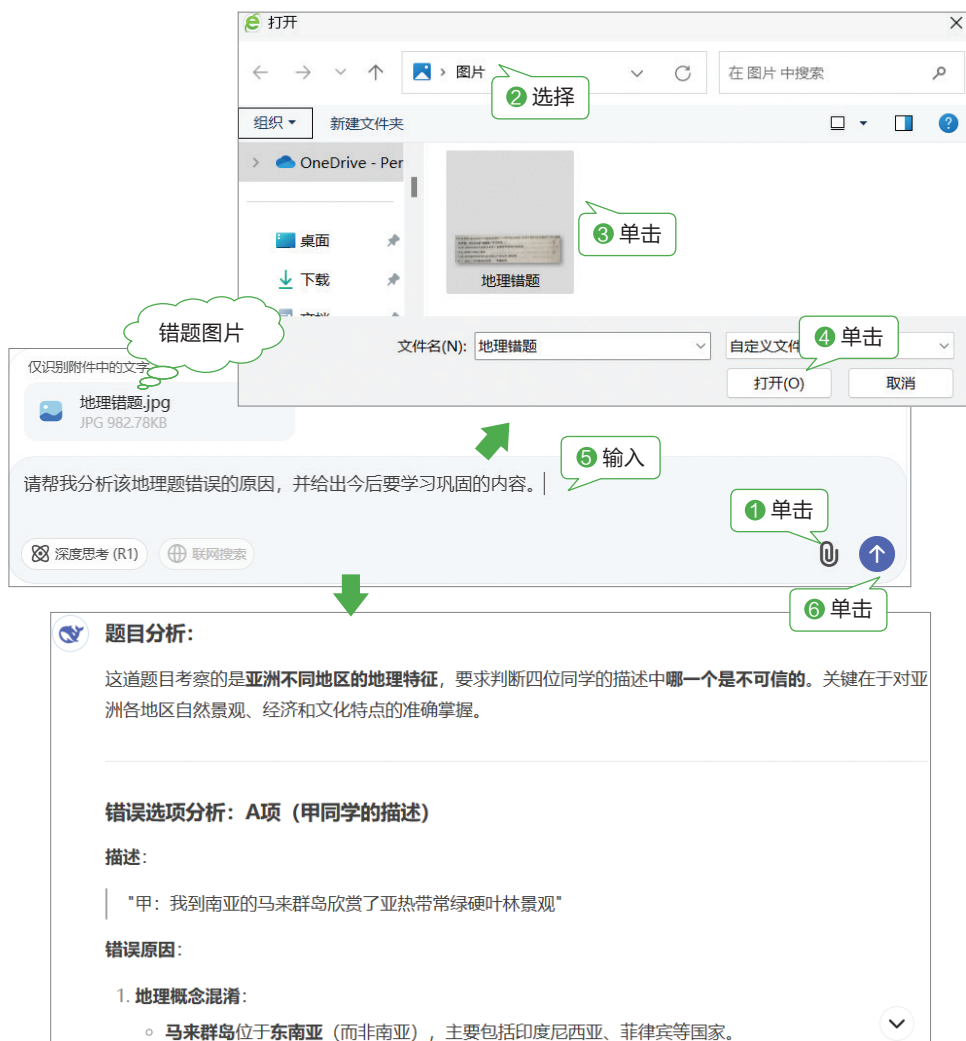 打开
图片
在 图片 中搜索
❷ 选择
组织
新建文件夹
OneDrive - Per
桌面
下载
❸ 单击
地理错题
错题图片
文件名(N):
地理错题
自定义文件
❹ 单击
打开(O)
取消
仅识别附件中的文字
地理错题.jpg
JPG 982.78KB
❺ 输入
请帮我分析该地理题错误的原因，并给出今后要学习巩固的内容。
❶ 单击
深度思考 (R1)
联网搜索
❻ 单击
题目分析：
这道题目考察的是亚洲不同地区的地理特征，要求判断四位同学的描述中哪一个是不可信的。关键在于对亚
洲各地区自然景观、经济和文化特点的准确掌握。
错误选项分析：A项（甲同学的描述）
描述：
"甲：我到南亚的马来群岛欣赏了亚热带常绿硬叶林景观"
错误原因：
1. 地理概念混淆：
○ 马来群岛位于东南亚（而非南亚），主要包括印度尼西亚、菲律宾等国家。